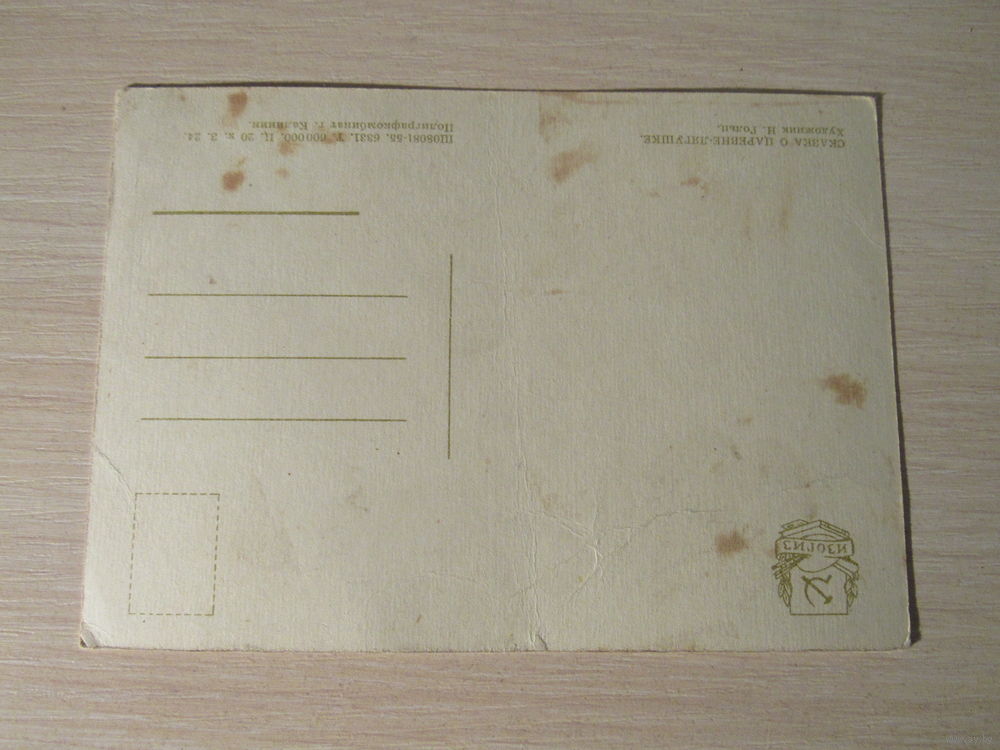 ИЗОГИЗ
СКАЗКА О ЦАРЕВНЕ-ЛЯГУШКЕ.
Художник Н. Гольц.
Ш08081-55. 6331. Т. 600000. Ц. 20 к. З. 24.
Полиграфкомбинат г. Калинин.